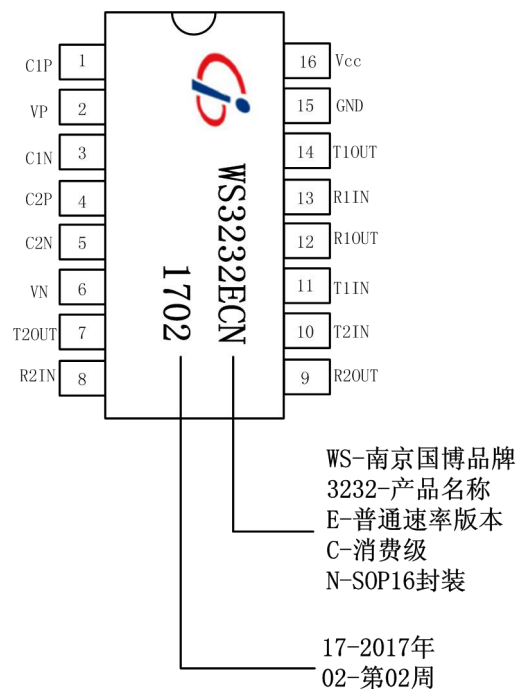 C1P 1 16 Vcc
VP 2 15 GND
C1N 3 14 T1OUT
C2P 4 13 R1IN
C2N 5 12 R1OUT
VN 6 11 T1IN
T2OUT 7 10 T2IN
R2IN 8 9 R2OUT
WS3232ECN
1702
WS-南京国博品牌
3232-产品名称
E-普通速率版本
C-消费级
N-SOP16封装
17-2017年
02-第02周